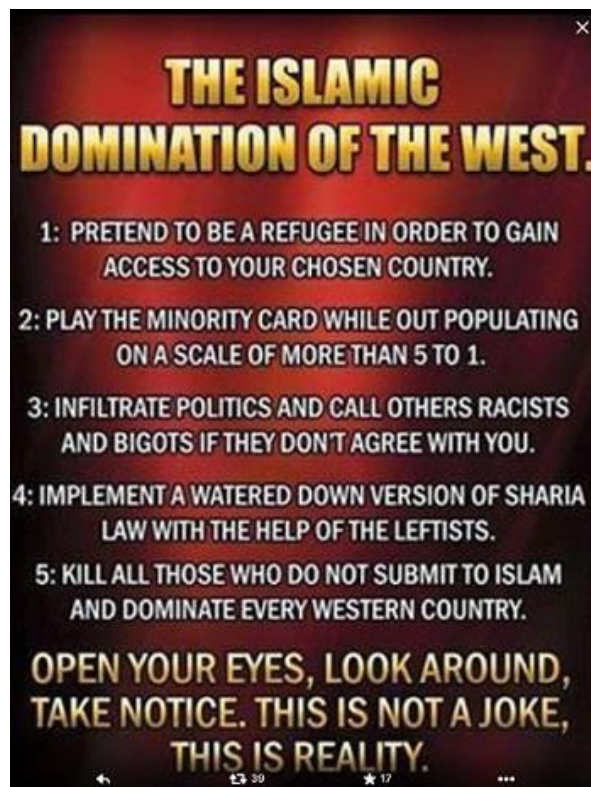 THE ISLAMIC
DOMINATION OF THE WEST.
1: PRETEND TO BE A REFUGEE IN ORDER TO GAIN
ACCESS TO YOUR CHOSEN COUNTRY.
2: PLAY THE MINORITY CARD WHILE OUT POPULATING
ON A SCALE OF MORE THAN 5 TO 1.
3: INFILTRATE POLITICS AND CALL OTHERS RACISTS
AND BIGOTS IF THEY DON'T AGREE WITH YOU.
4: IMPLEMENT A WATERED DOWN VERSION OF SHARIA
LAW WITH THE HELP OF THE LEFTISTS.
5: KILL ALL THOSE WHO DO NOT SUBMIT TO ISLAM
AND DOMINATE EVERY WESTERN COUNTRY.
OPEN YOUR EYES, LOOK AROUND,
TAKE NOTICE. THIS IS NOT A JOKE,
THIS IS REALITY.
39 17